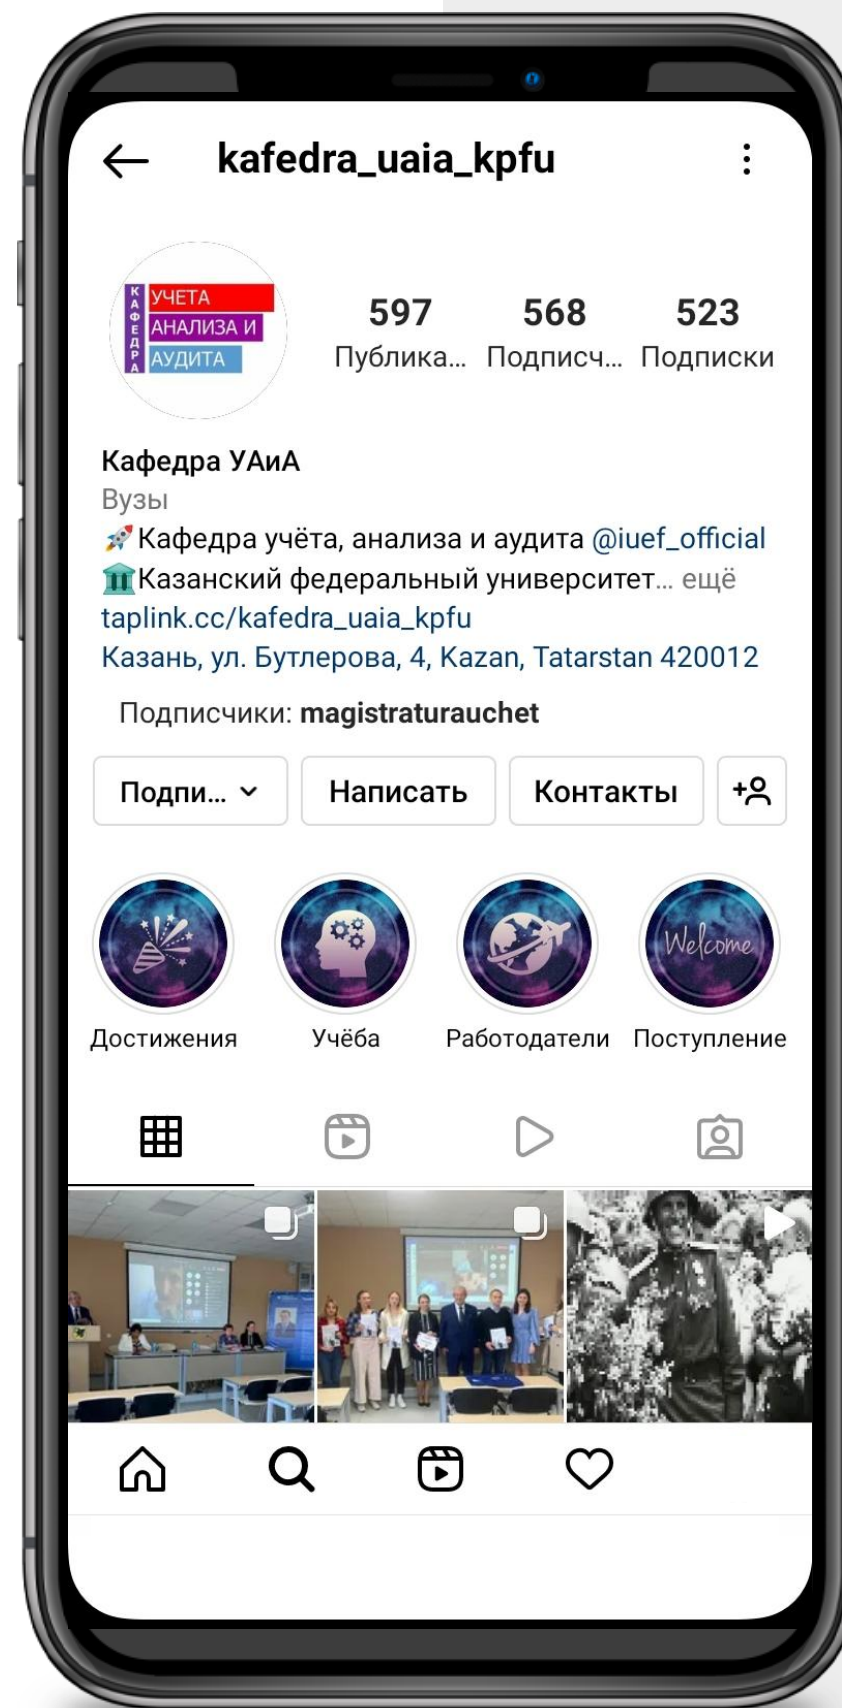 kafedra_uaia_kpfu
КАФЕДРА
УЧЕТА
АНАЛИЗА И
АУДИТА
597 568 523
Публика... Подписч... Подписки
Кафедра УАиА
Вузы
🚀Кафедра учёта, анализа и аудита @iuef_official
🏛Казанский федеральный университет... ещё
taplink.cc/kafedra_uaia_kpfu
Казань, ул. Бутлерова, 4, Kazan, Tatarstan 420012
Подписчики: magistraturauchet
Подпи... Написать Контакты
Welcome
Достижения Учёба Работодатели Поступление